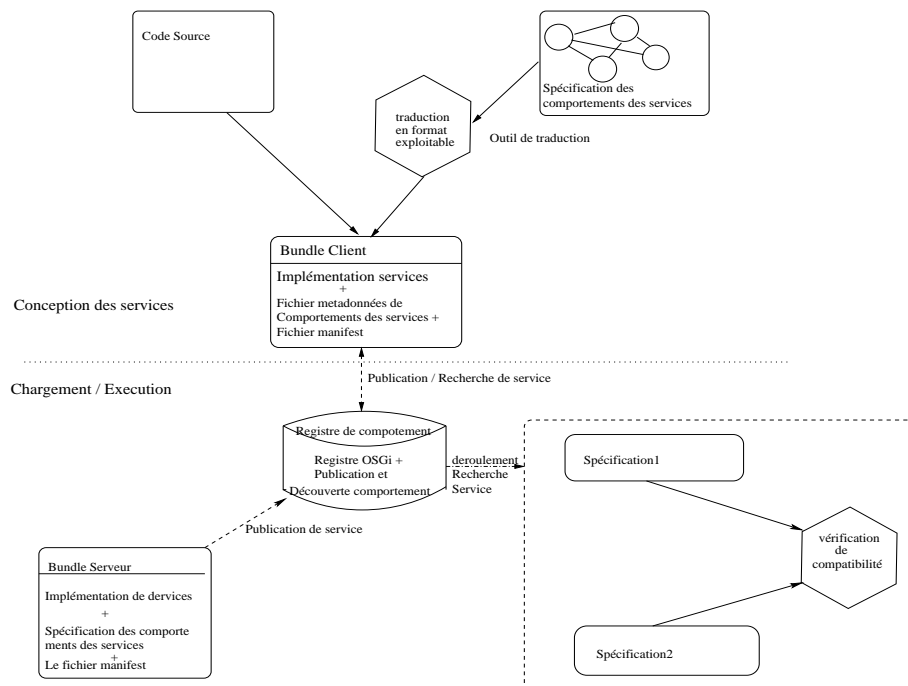 Code Source
Spécification des
comportements des services
traduction
en format
exploitable
Outil de traduction
Bundle Client
Implémentation services
+
Fichier metadonnées de
Comportements des services +
Fichier manifest
Conception des services
Chargement / Execution
Publication / Recherche de service
Registre de compotement
Registre OSGi +
Publication et
Découverte comportement
deroulement
Recherche
Service
Publication de service
Spécification1
vérification
de
compatibilité
Spécification2
Bundle Serveur
Implémentation de dervices
+
Spécification des comporte
ments des services
+
Le fichier manifest